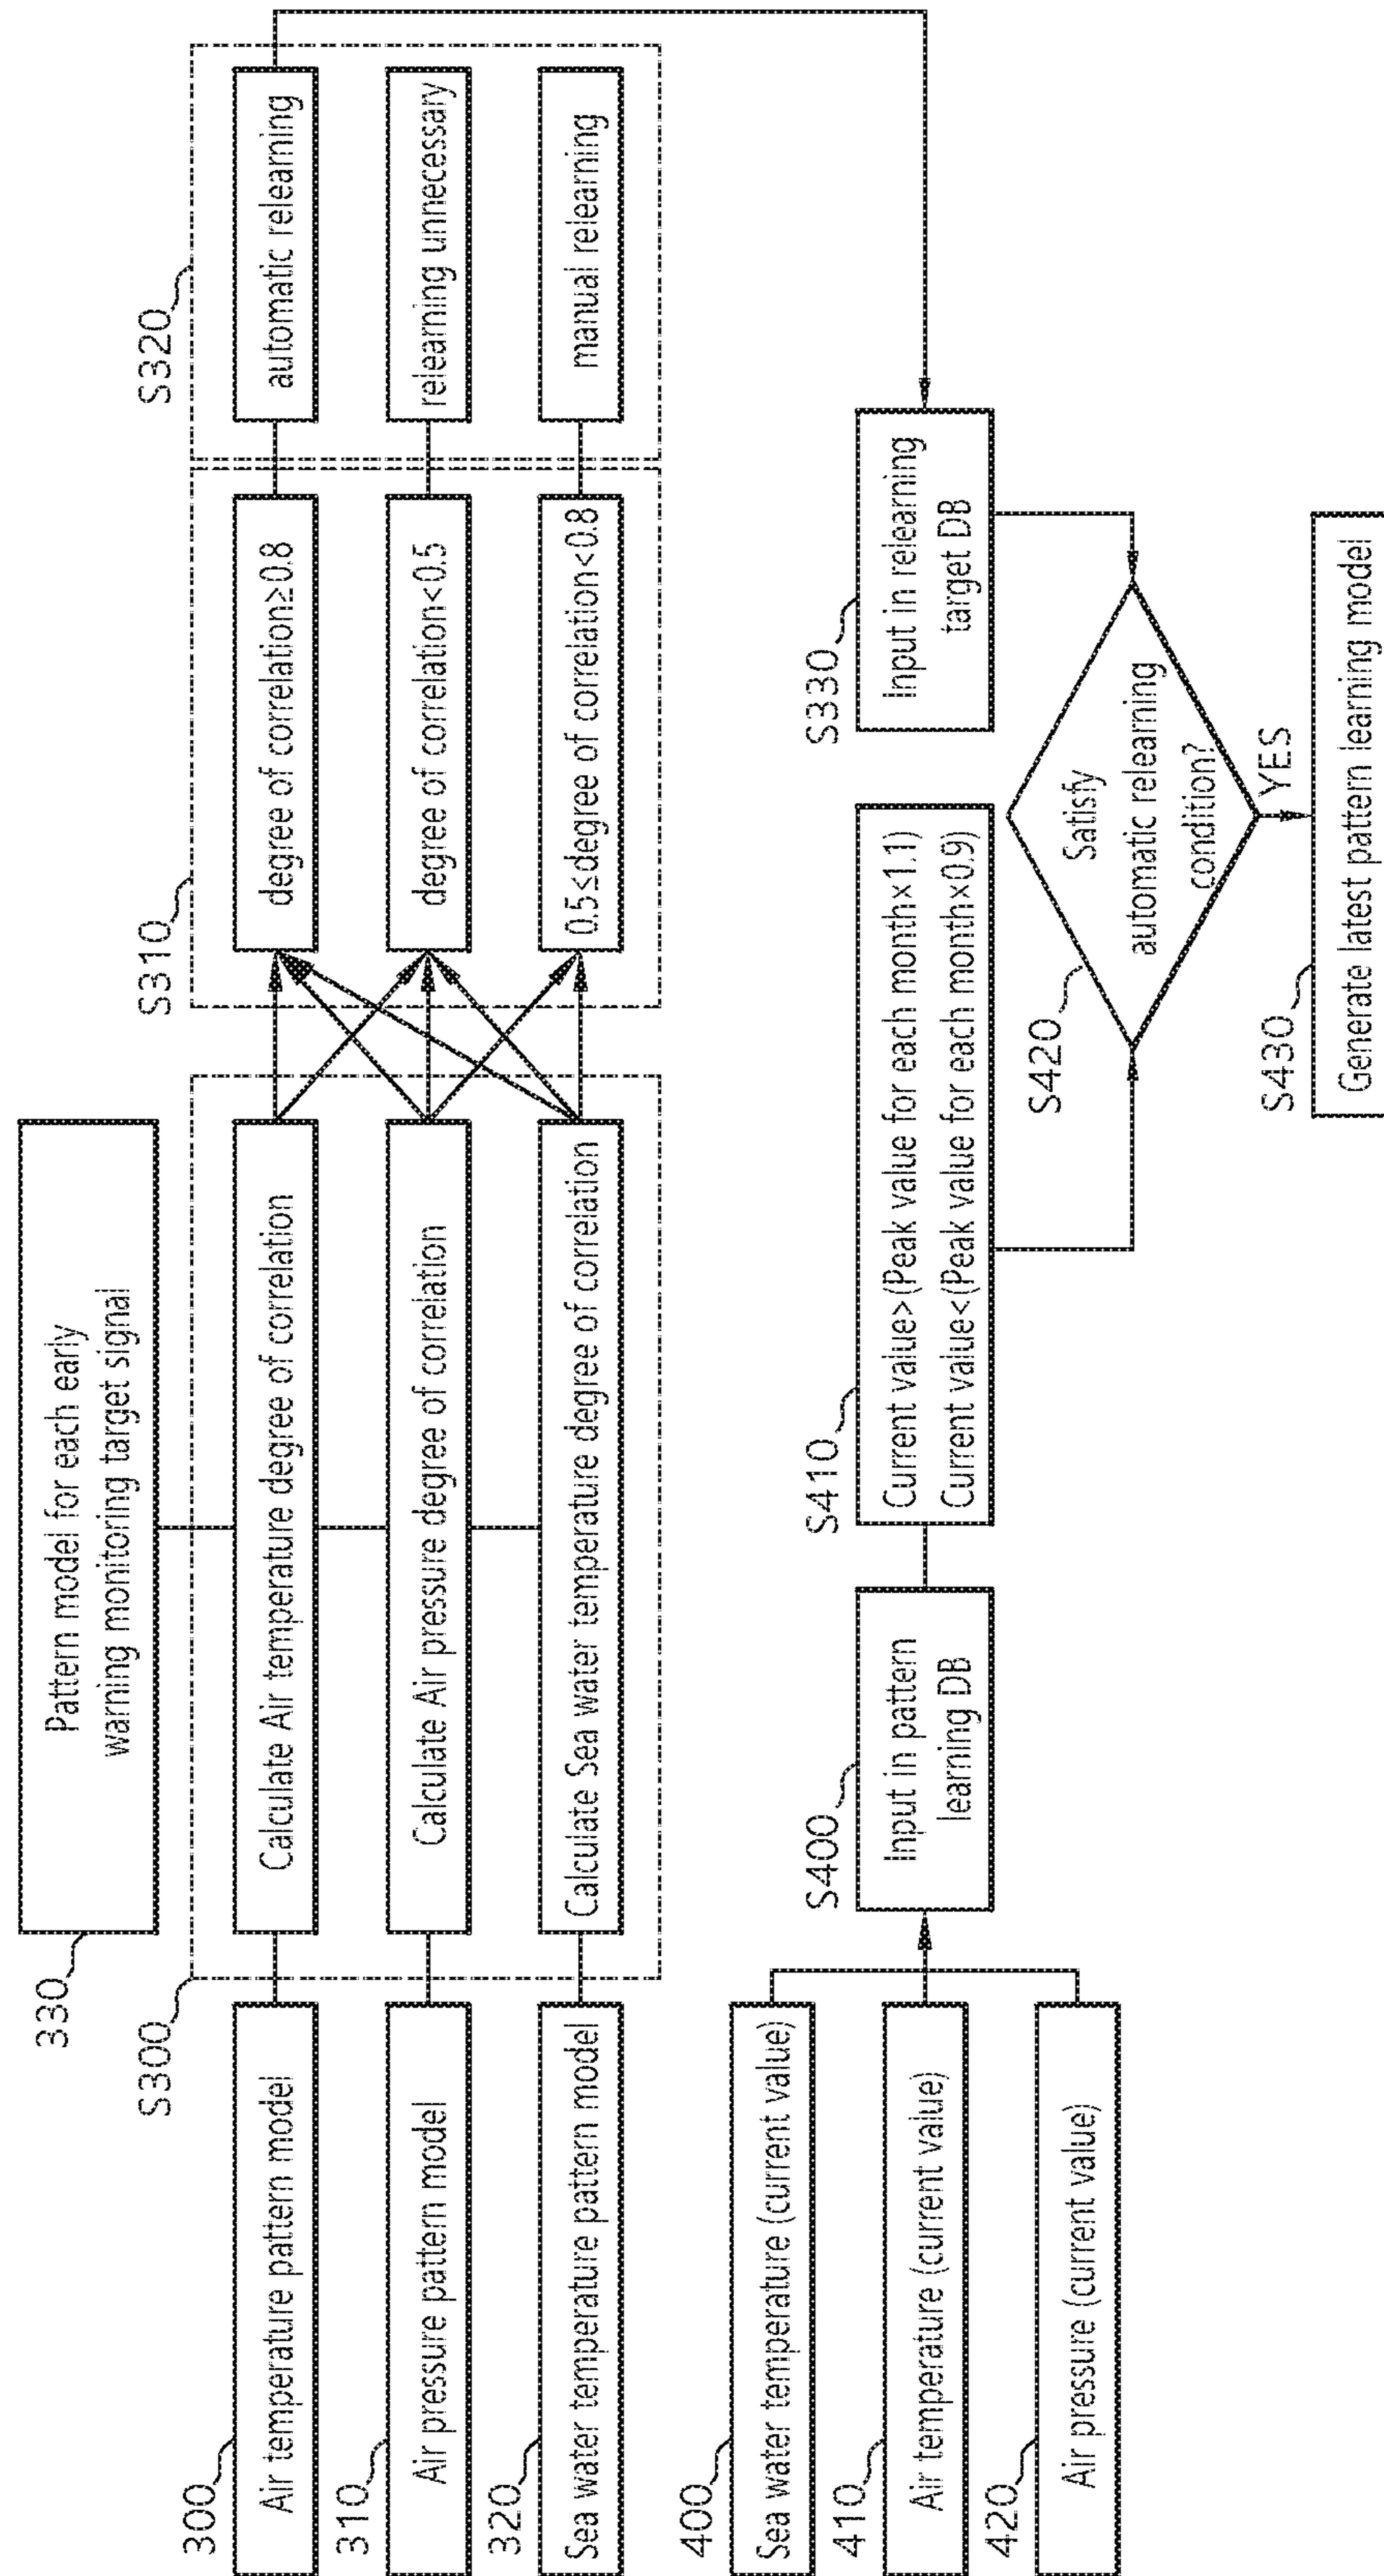 330
Pattern model for each early
warning monitoring target signal
S300
S310
S320
300
Air temperature pattern model
Calculate Air temperature degree of correlation
degree of correlation≥0.8
automatic relearning
310
Air pressure pattern model
Calculate Air pressure degree of correlation
degree of correlation<0.5
relearning unnecessary
320
Sea water temperature pattern model
Calculate Sea water temperature degree of correlation
0.5≤degree of correlation<0.8
manual relearning
400
Sea water temperature (current value)
410
Air temperature (current value)
420
Air pressure (current value)
S400
Input in pattern
learning DB
S410
Current value>(Peak value for each month×1.1)
Current value<(Peak value for each month×0.9)
S330
Input in relearning
target DB
S420
Satisfy
automatic relearning
condition?
YES
S430
Generate latest pattern learning model